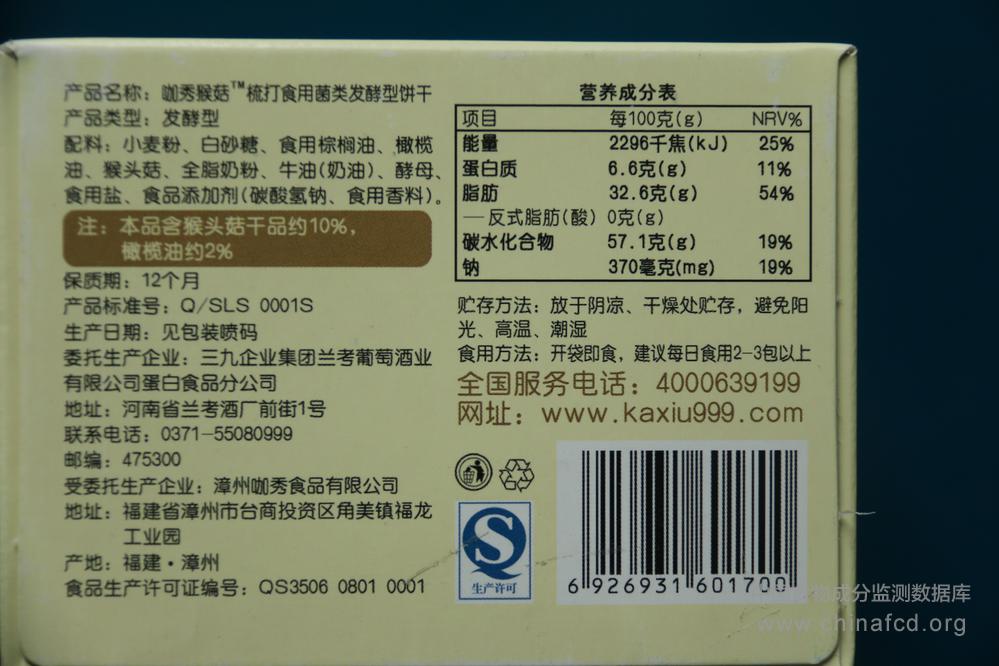 产品名称：咖秀猴菇™梳打食用菌类发酵型饼干
产品类型：发酵型
配料：小麦粉、白砂糖、食用棕榈油、橄榄
油、猴头菇、全脂奶粉、牛油(奶油)、酵母、
食用盐、食品添加剂(碳酸氢钠、食用香料)。
注：本品含猴头菇干品约10%，
橄榄油约2%
保质期：12个月
产品标准号：Q/SLS 0001S
生产日期：见包装喷码
委托生产企业：三九企业集团兰考葡萄酒业
有限公司蛋白食品分公司
地址：河南省兰考酒厂前街1号
联系电话：0371-55080999
邮编：475300
受委托生产企业：漳州咖秀食品有限公司
地址：福建省漳州市台商投资区角美镇福龙
工业园
产地：福建·漳州
食品生产许可证编号：QS3506 0801 0001
营养成分表
项目 每100克(g) NRV%
能量 2296千焦(kJ) 25%
蛋白质 6.6克(g) 11%
脂肪 32.6克(g) 54%
—反式脂肪(酸) 0克(g)
碳水化合物 57.1克(g) 19%
钠 370毫克(mg) 19%
贮存方法：放于阴凉、干燥处贮存，避免阳
光、高温、潮湿
食用方法：开袋即食，建议每日食用2-3包以上
全国服务电话：4000639199
网址：www.kaxiu999.com
生产许可
6 926931 601700
物成分监测数据库
www.chinafcd.org